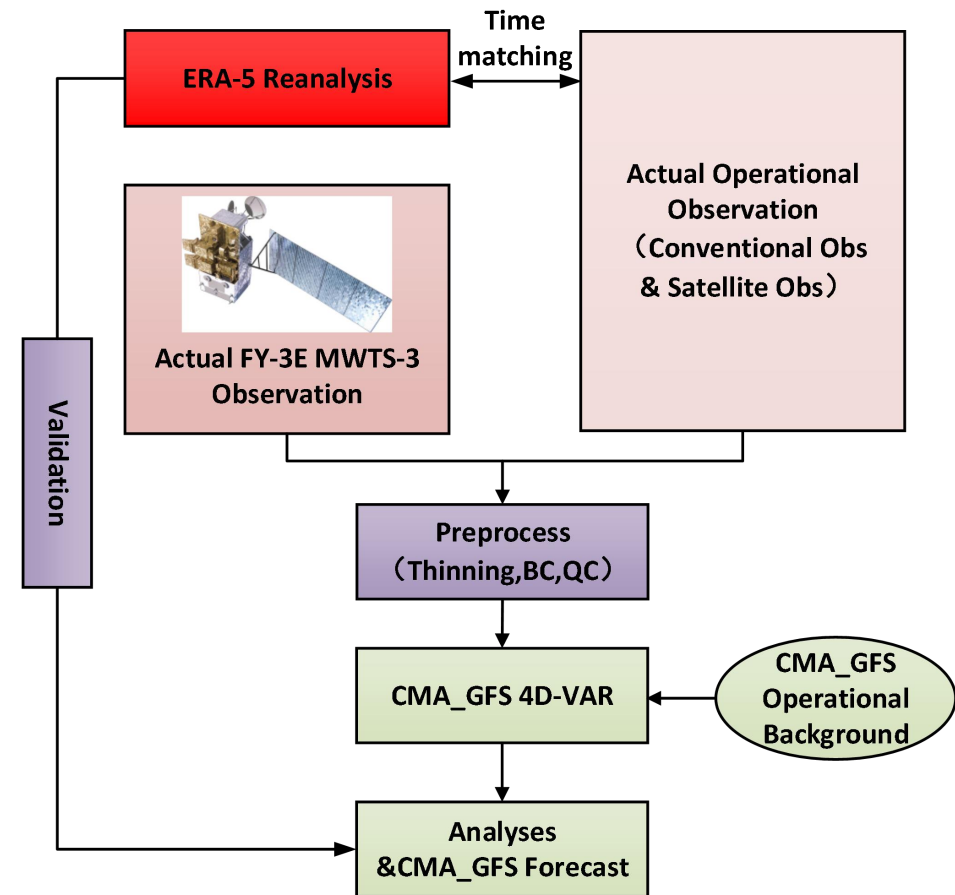 Time
matching
ERA-5 Reanalysis
Actual Operational
Observation
（Conventional Obs
& Satellite Obs）
Actual FY-3E MWTS-3
Observation
Validation
Preprocess
（Thinning,BC,QC）
CMA_GFS 4D-VAR
CMA_GFS
Operational
Background
Analyses
&CMA_GFS Forecast